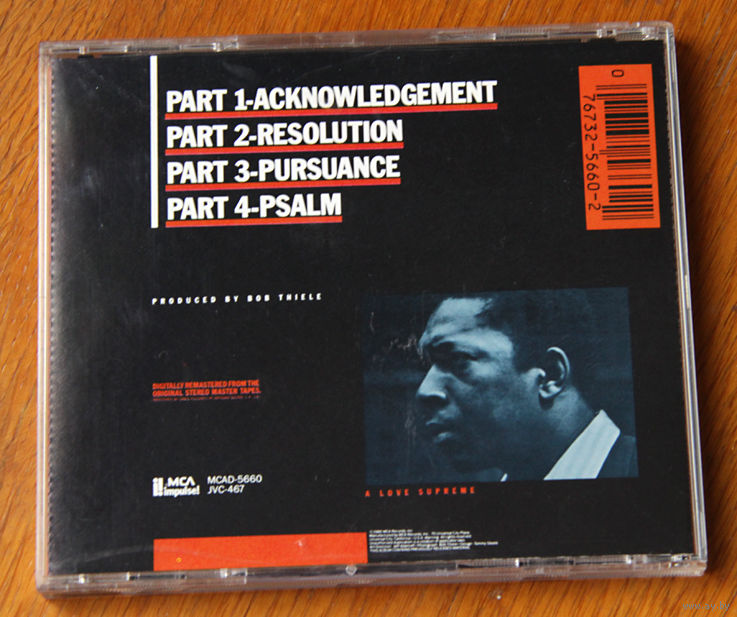 PART 1-ACKNOWLEDGEMENT
PART 2-RESOLUTION
PART 3-PURSUANCE
PART 4-PSALM
0 76732-5660-2
PRODUCED BY BOB THIELE
DIGITALLY REMASTERED FROM THE
ORIGINAL STEREO MASTER TAPES.
MCA
impulse!
MCAD-5660
JVC-467
A LOVE SUPREME